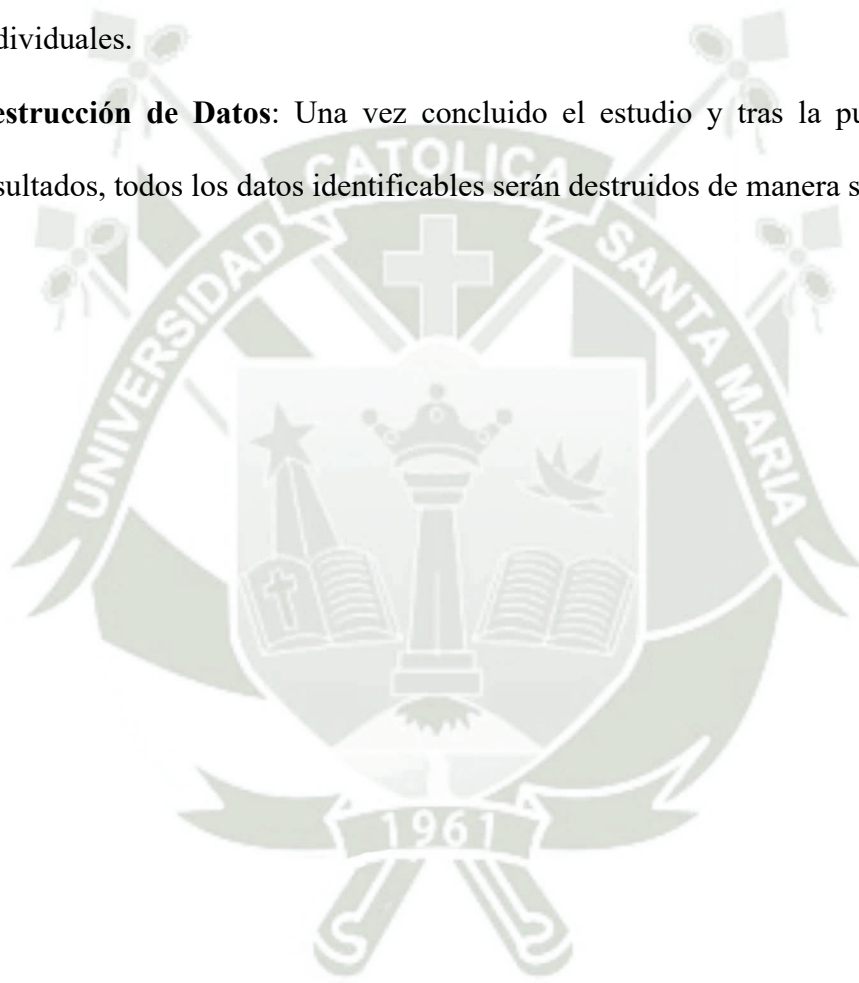 dividuales.
estrucción de Datos: Una vez concluido el estudio y tras la pu
sultados, todos los datos identificables serán destruidos de manera s
UNIVERSIDAD CATOLICA SANTA MARIA
1961